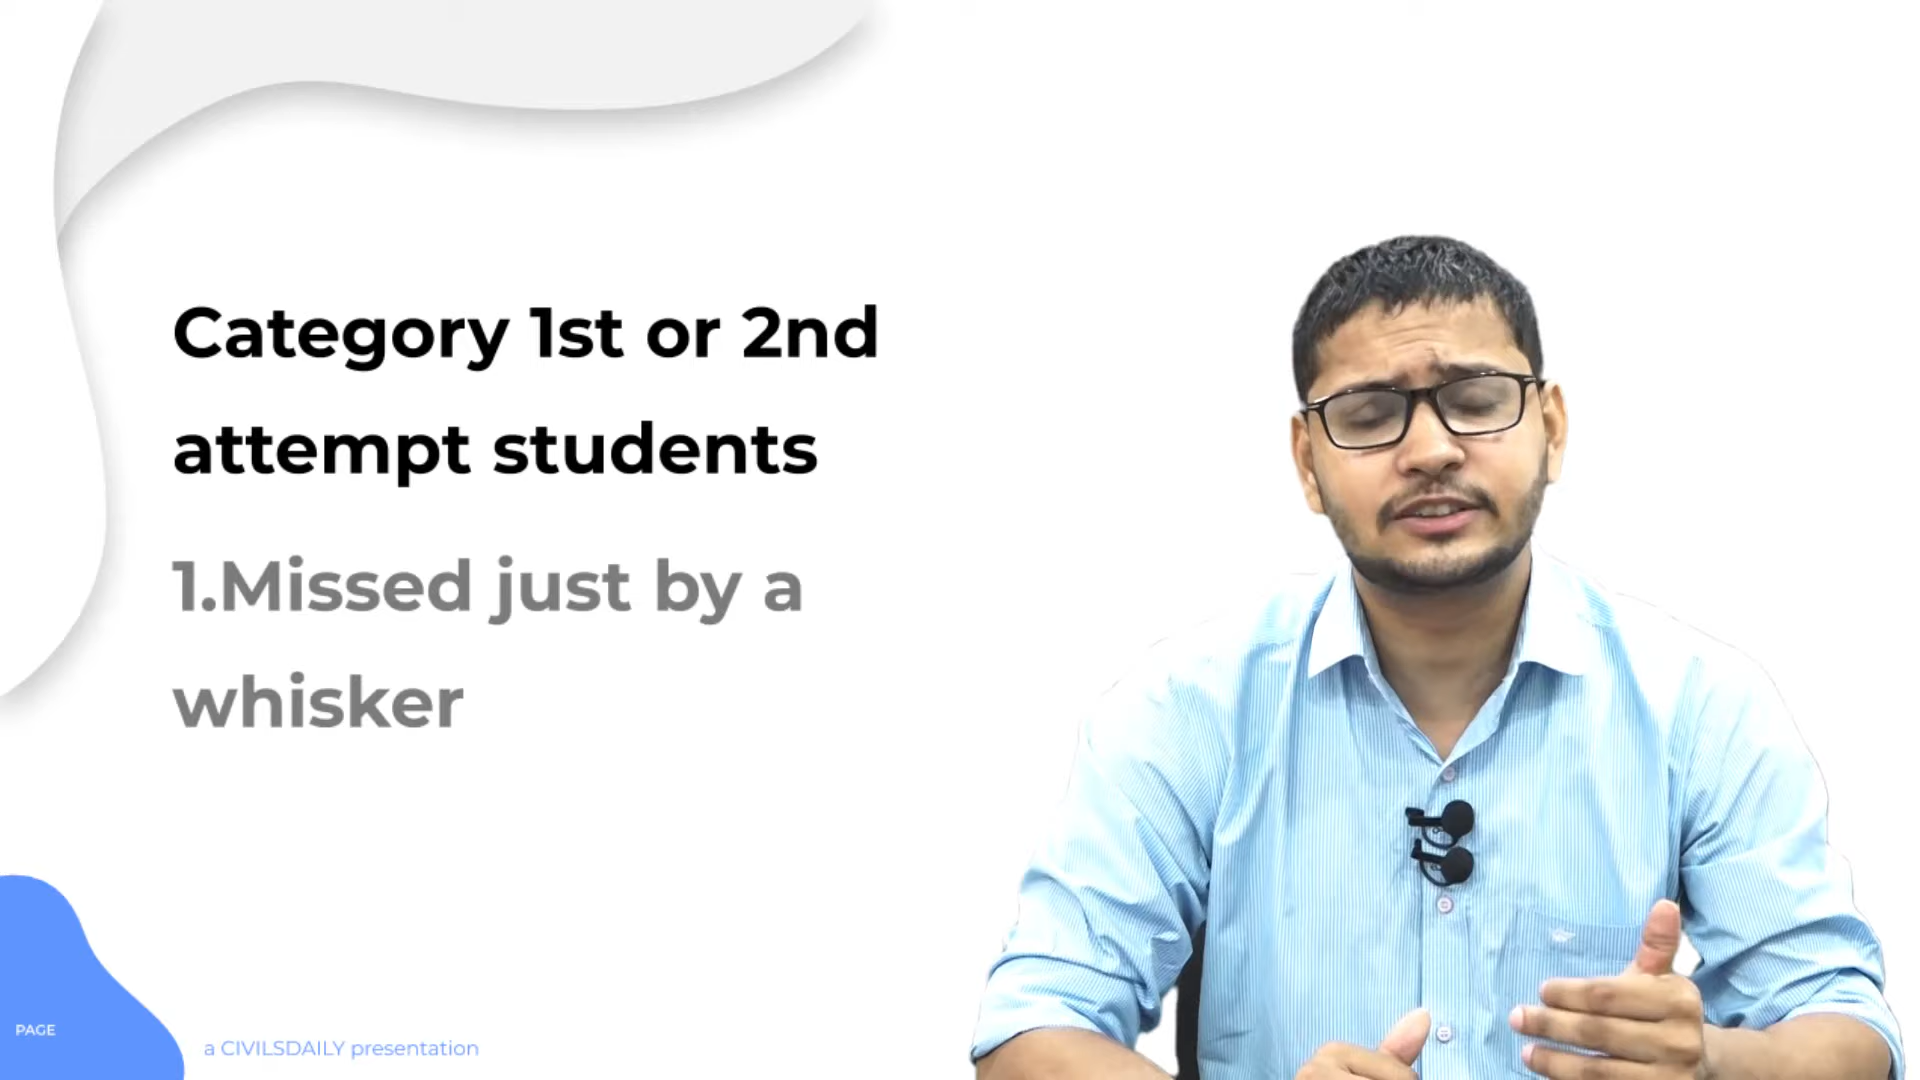 Category 1st or 2nd
attempt students
1.Missed just by a
whisker
PAGE
a CIVILSDAILY presentation